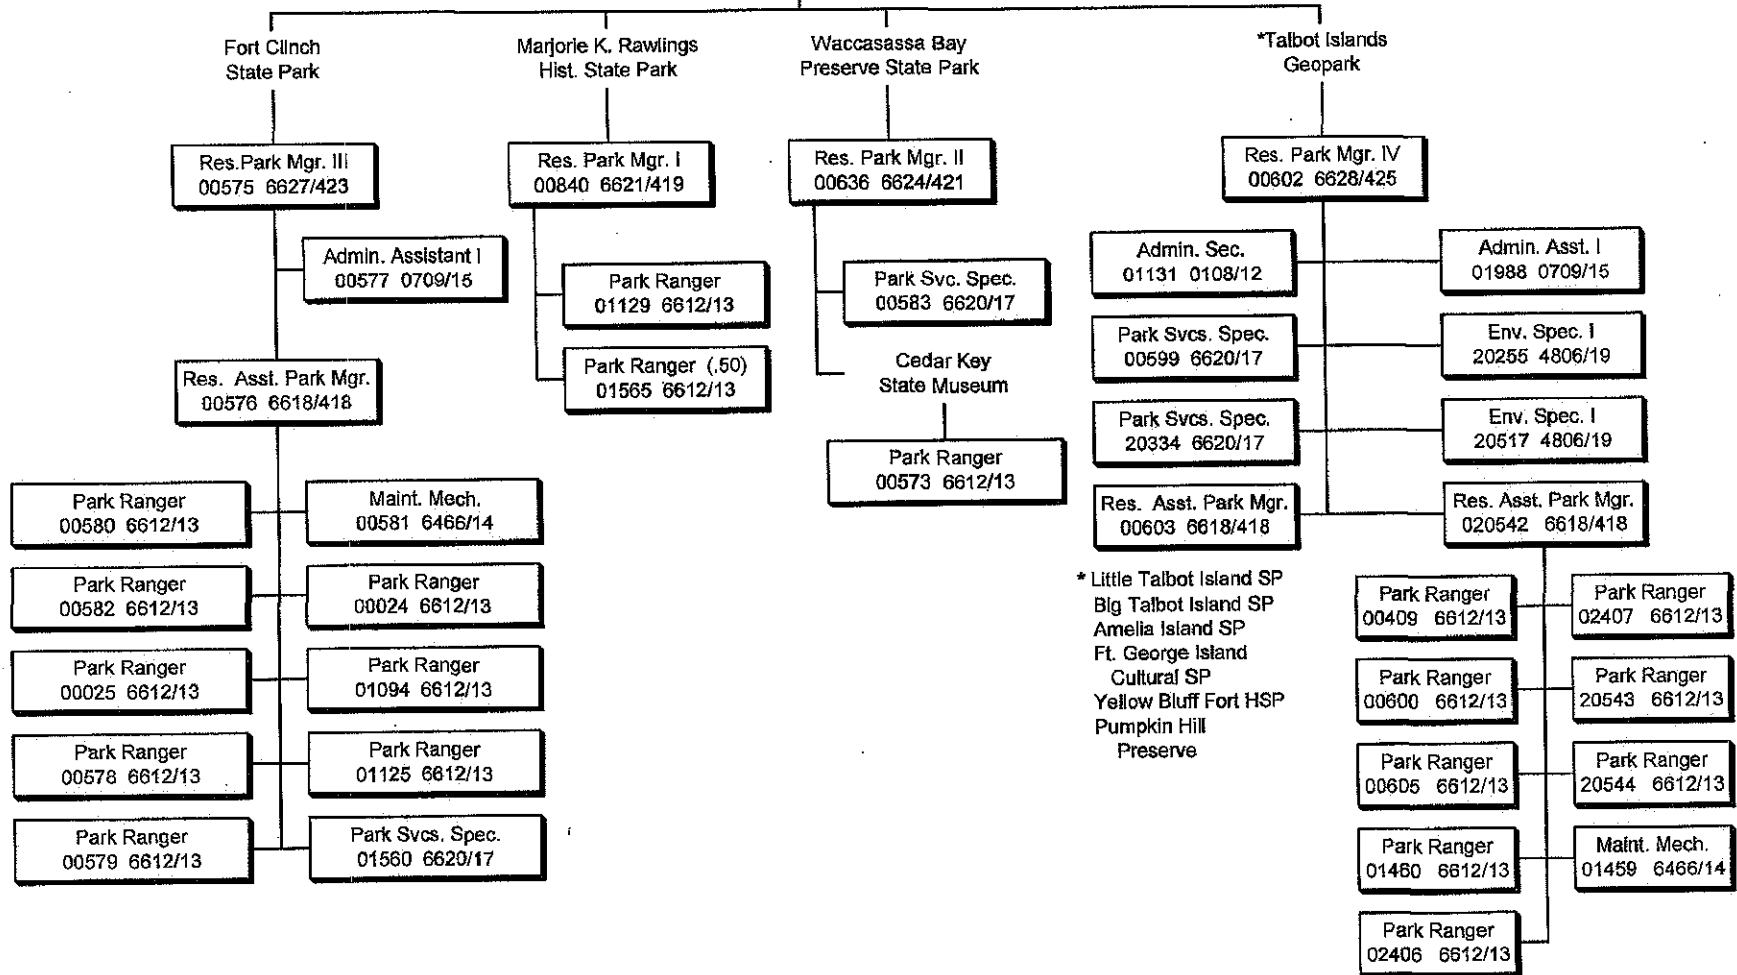 Fort Clinch
State Park
Res.Park Mgr. III
00575 6627/423
Admin. Assistant I
00577 0709/15
Res. Asst. Park Mgr.
00576 6618/418
Park Ranger
00580 6612/13
Maint. Mech.
00581 6466/14
Park Ranger
00582 6612/13
Park Ranger
00024 6612/13
Park Ranger
00025 6612/13
Park Ranger
01094 6612/13
Park Ranger
00578 6612/13
Park Ranger
01125 6612/13
Park Ranger
00579 6612/13
Park Svcs. Spec.
01560 6620/17
Marjorie K. Rawlings
Hist. State Park
Res. Park Mgr. I
00840 6621/419
Park Ranger
01129 6612/13
Park Ranger (.50)
01565 6612/13
Waccasassa Bay
Preserve State Park
Res. Park Mgr. II
00636 6624/421
Park Svc. Spec.
00583 6620/17
Cedar Key
State Museum
Park Ranger
00573 6612/13
*Talbot Islands
Geopark
Res. Park Mgr. IV
00602 6628/425
Admin. Sec.
01131 0108/12
Admin. Asst. I
01988 0709/15
Park Svcs. Spec.
00599 6620/17
Env. Spec. I
20255 4806/19
Park Svcs. Spec.
20334 6620/17
Env. Spec. I
20517 4806/19
Res. Asst. Park Mgr.
00603 6618/418
Res. Asst. Park Mgr.
020542 6618/418
* Little Talbot Island SP
Big Talbot Island SP
Amelia Island SP
Ft. George Island
Cultural SP
Yellow Bluff Fort HSP
Pumpkin Hill
Preserve
Park Ranger
00409 6612/13
Park Ranger
02407 6612/13
Park Ranger
00600 6612/13
Park Ranger
20543 6612/13
Park Ranger
00605 6612/13
Park Ranger
20544 6612/13
Park Ranger
01460 6612/13
Maint. Mech.
01459 6466/14
Park Ranger
02406 6612/13